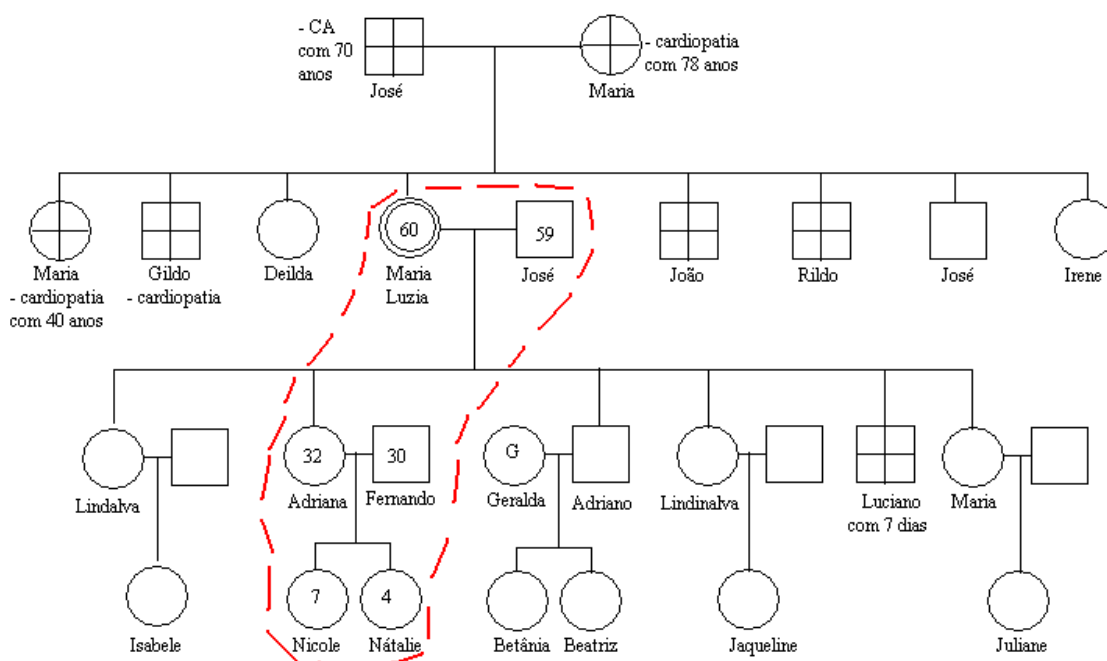 - CA
com 70
anos
José
- cardiopatia
com 78 anos
Maria
60
59
Maria
- cardiopatia
com 40 anos
Gildo
- cardiopatia
Deilda
Maria
Luzia
José
João
Rildo
José
Irene
32
30
G
Lindalva
Adriana
Fernando
Geralda
Adriano
Lindinalva
Luciano
com 7 dias
Maria
7
4
Isabele
Nicole
Nátalie
Betânia
Beatriz
Jaqueline
Juliane